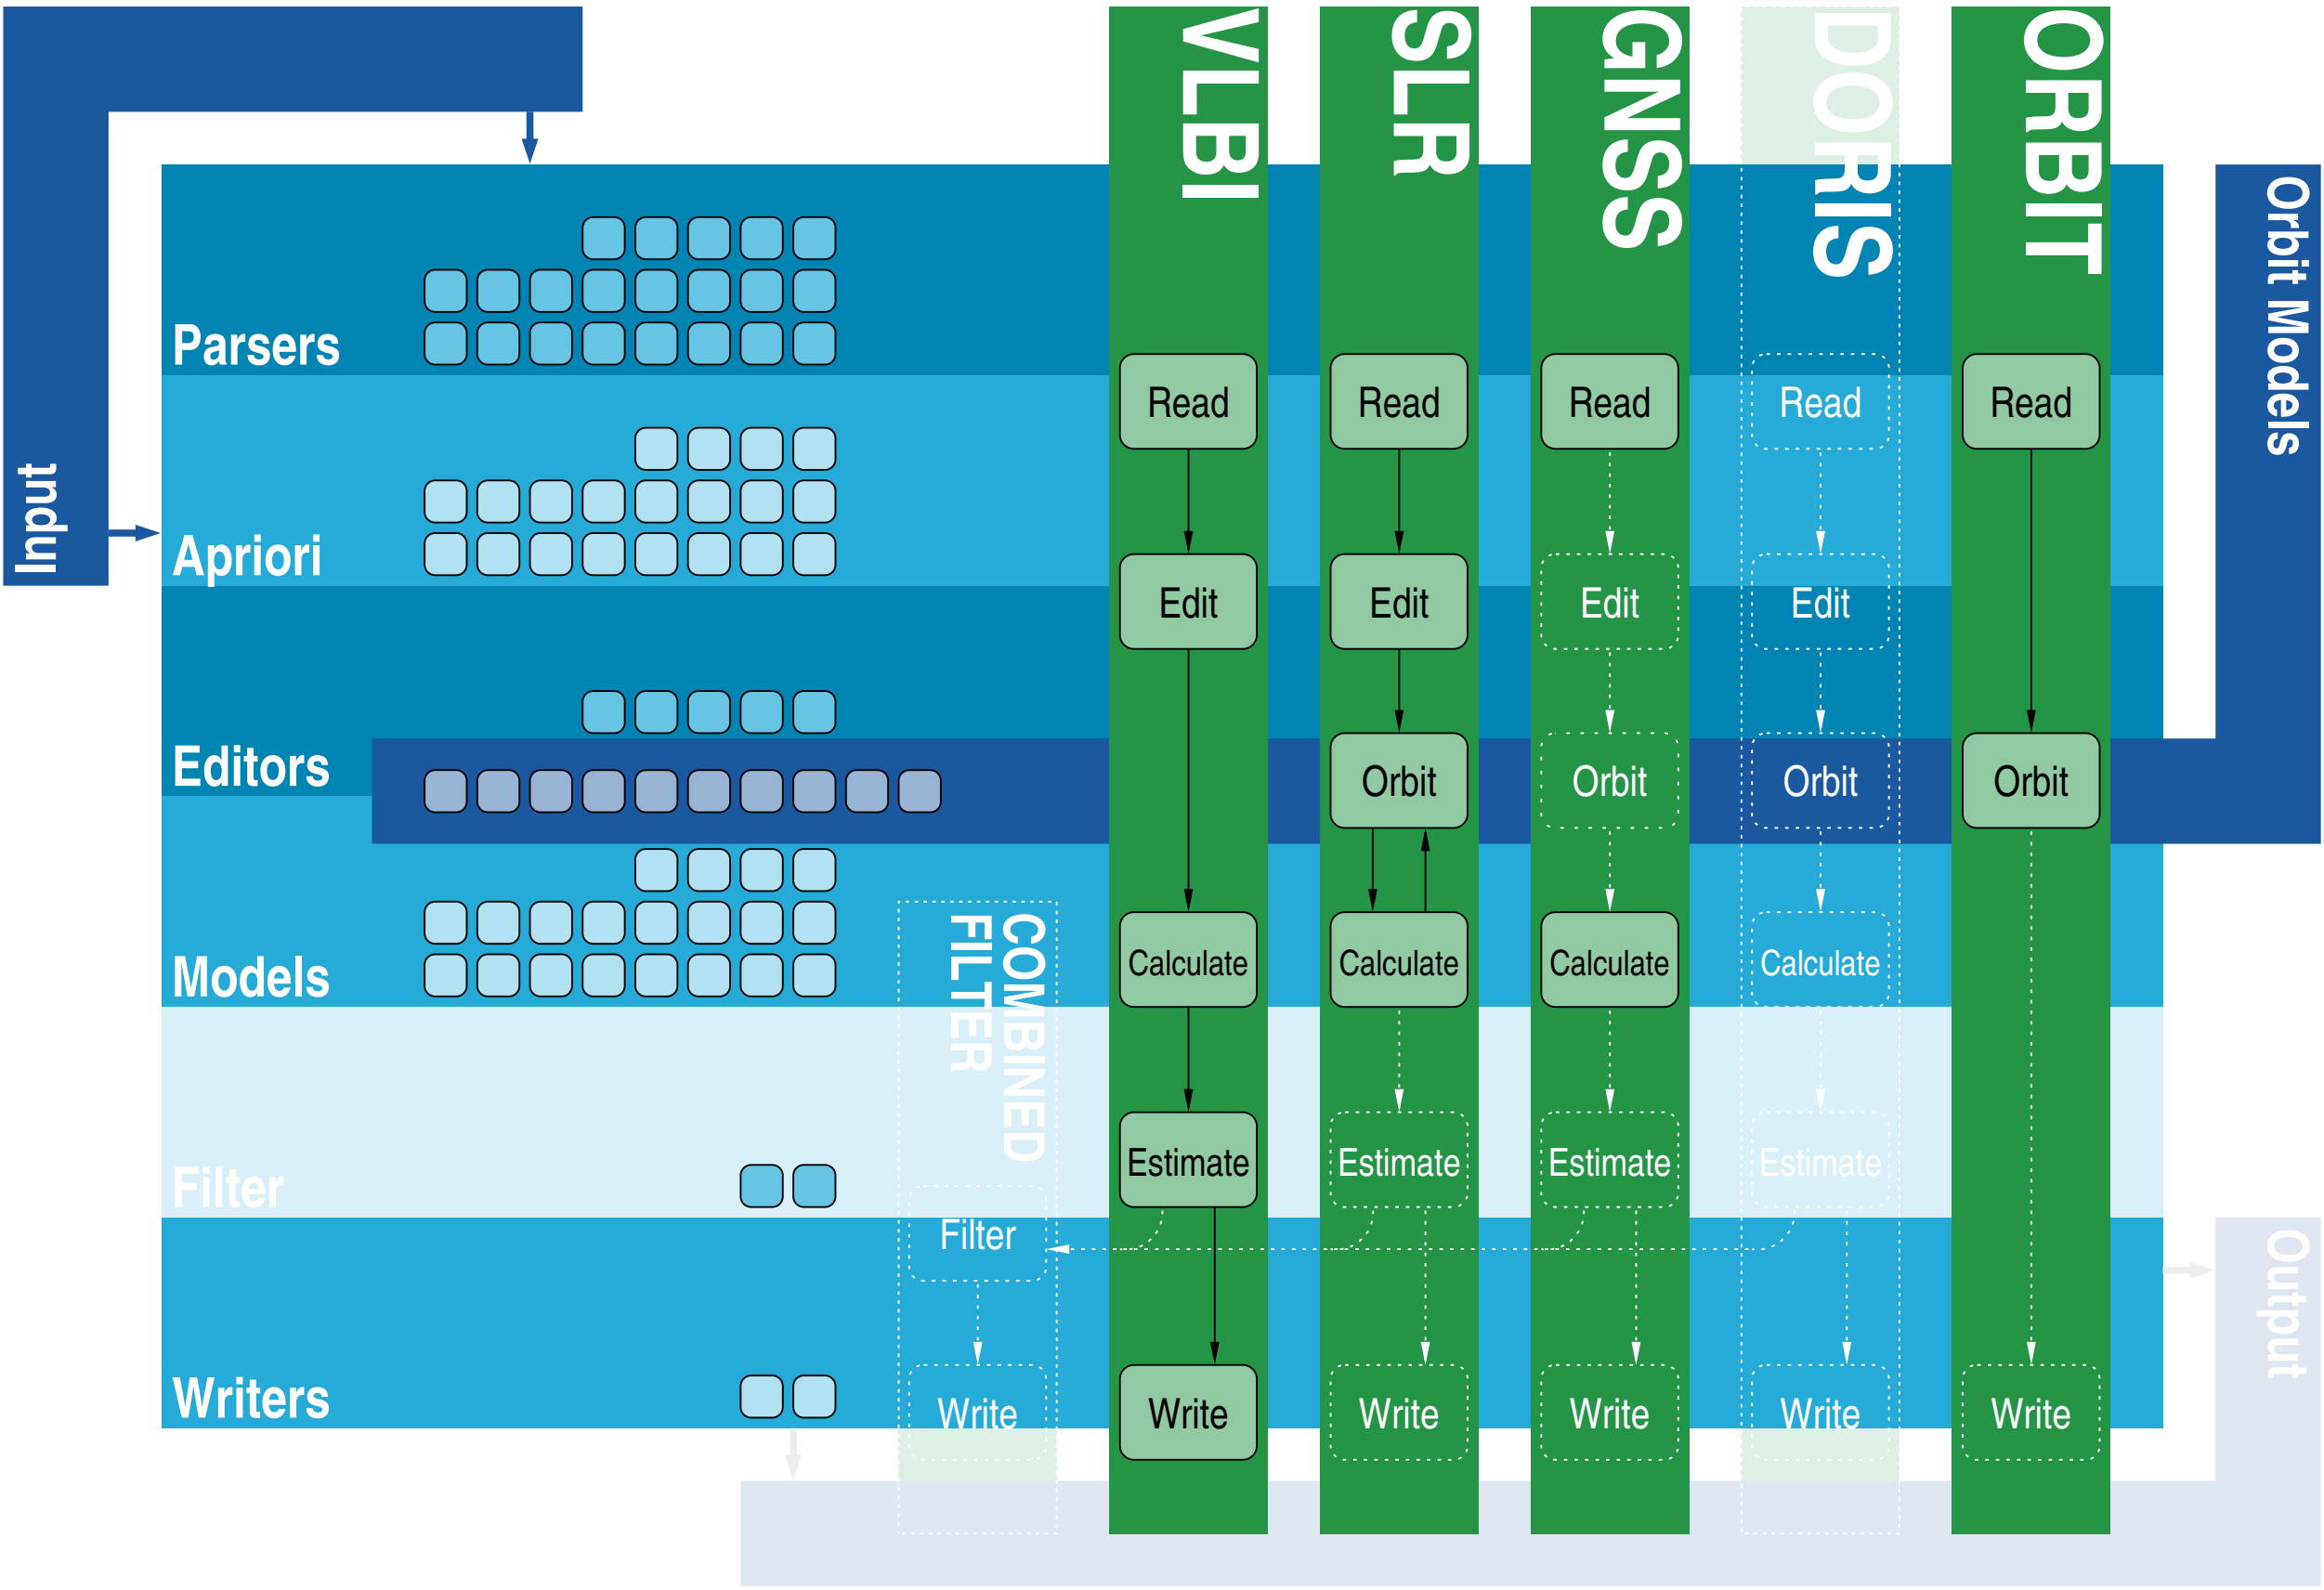 VLBI
SLR
GNSS
DORIS
ORBIT
Input
Orbit Models
Parsers
Read
Read
Read
Read
Read
Apriori
Edit
Edit
Edit
Edit
Editors
Orbit
Orbit
Orbit
Orbit
Models
COMBINED
FILTER
Calculate
Calculate
Calculate
Calculate
Filter
Estimate
Estimate
Estimate
Estimate
Filter
Output
Writers
Write
Write
Write
Write
Write
Write